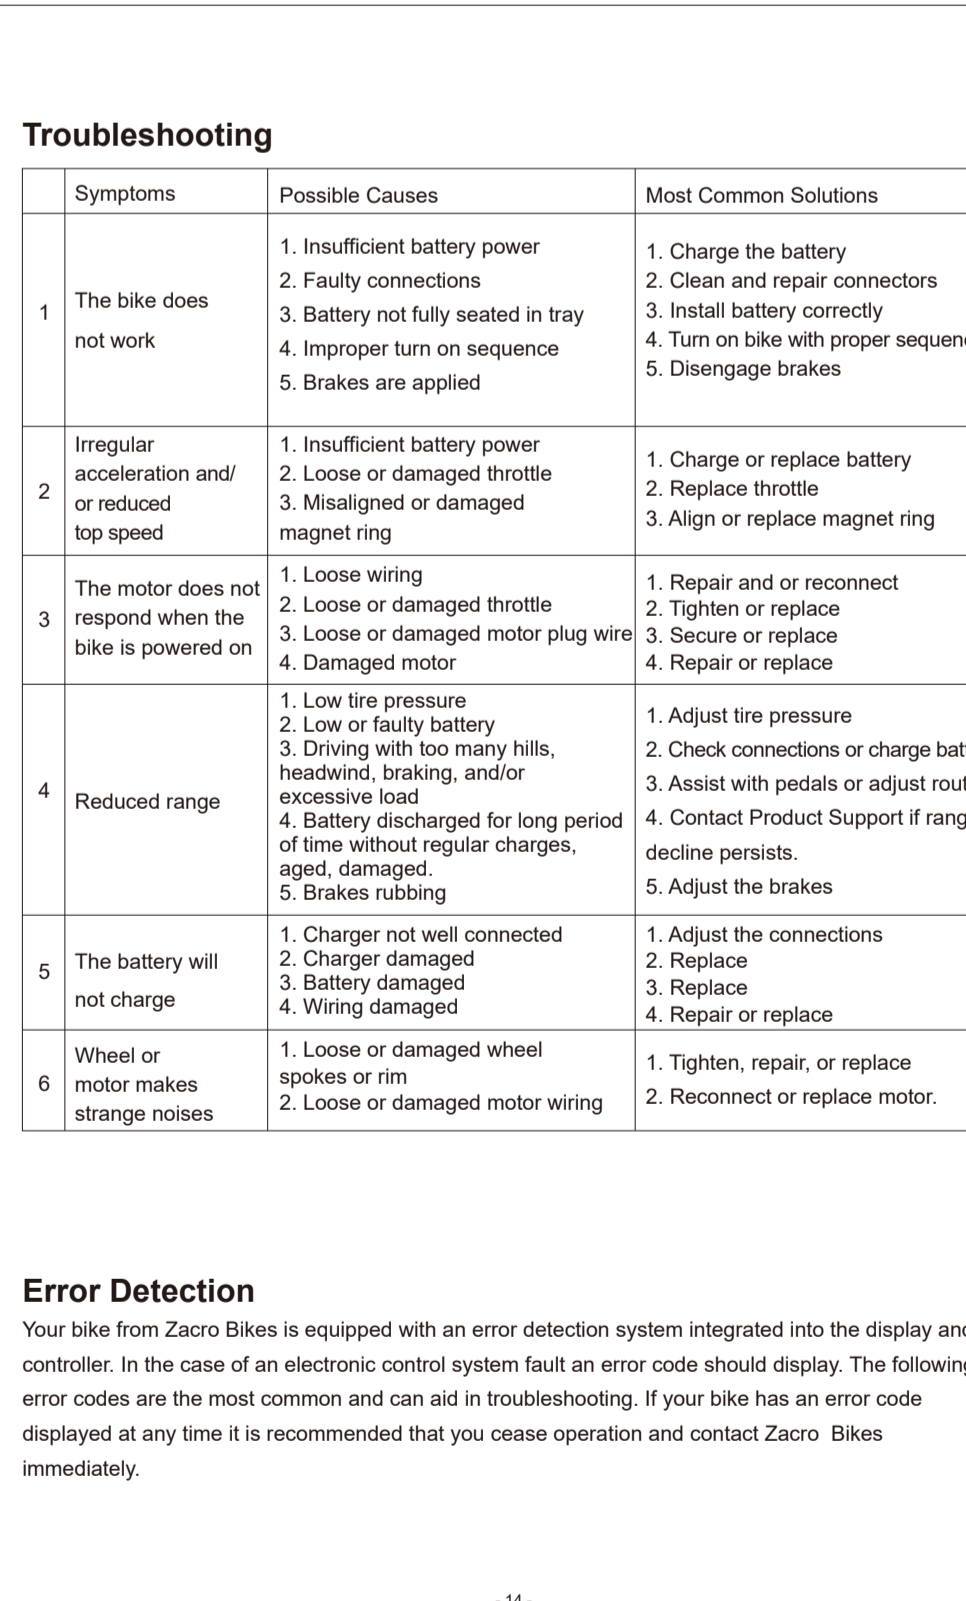 Troubleshooting
Symptoms
Possible Causes
Most Common Solutions
1
The bike does
not work
1. Insufficient battery power
2. Faulty connections
3. Battery not fully seated in tray
4. Improper turn on sequence
5. Brakes are applied
1. Charge the battery
2. Clean and repair connectors
3. Install battery correctly
4. Turn on bike with proper sequen
5. Disengage brakes
2
Irregular
acceleration and/
or reduced
top speed
1. Insufficient battery power
2. Loose or damaged throttle
3. Misaligned or damaged
magnet ring
1. Charge or replace battery
2. Replace throttle
3. Align or replace magnet ring
3
The motor does not
respond when the
bike is powered on
1. Loose wiring
2. Loose or damaged throttle
3. Loose or damaged motor plug wire
4. Damaged motor
1. Repair and or reconnect
2. Tighten or replace
3. Secure or replace
4. Repair or replace
4
Reduced range
1. Low tire pressure
2. Low or faulty battery
3. Driving with too many hills,
headwind, braking, and/or
excessive load
4. Battery discharged for long period
of time without regular charges,
aged, damaged.
5. Brakes rubbing
1. Adjust tire pressure
2. Check connections or charge bat
3. Assist with pedals or adjust rout
4. Contact Product Support if rang
decline persists.
5. Adjust the brakes
5
The battery will
not charge
1. Charger not well connected
2. Charger damaged
3. Battery damaged
4. Wiring damaged
1. Adjust the connections
2. Replace
3. Replace
4. Repair or replace
6
Wheel or
motor makes
strange noises
1. Loose or damaged wheel
spokes or rim
2. Loose or damaged motor wiring
1. Tighten, repair, or replace
2. Reconnect or replace motor.
Error Detection
Your bike from Zacro Bikes is equipped with an error detection system integrated into the display and
controller. In the case of an electronic control system fault an error code should display. The following
error codes are the most common and can aid in troubleshooting. If your bike has an error code
displayed at any time it is recommended that you cease operation and contact Zacro  Bikes
immediately.
- 14 -